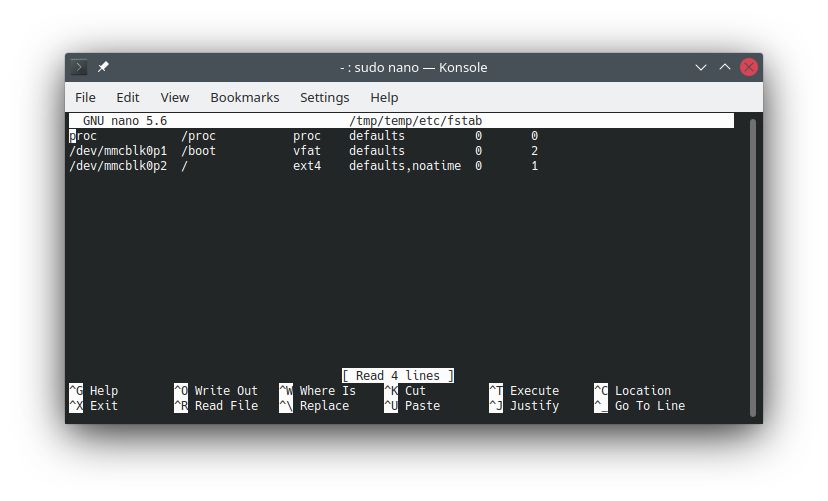 - : sudo nano — Konsole
File Edit View Bookmarks Settings Help
GNU nano 5.6 /tmp/temp/etc/fstab
proc /proc proc defaults 0 0
/dev/mmcblk0p1 /boot vfat defaults 0 2
/dev/mmcblk0p2 / ext4 defaults,noatime 0 1
[ Read 4 lines ]
^G Help ^O Write Out ^W Where Is ^K Cut ^T Execute ^C Location
^X Exit ^R Read File ^\ Replace ^U Paste ^J Justify ^_ Go To Line